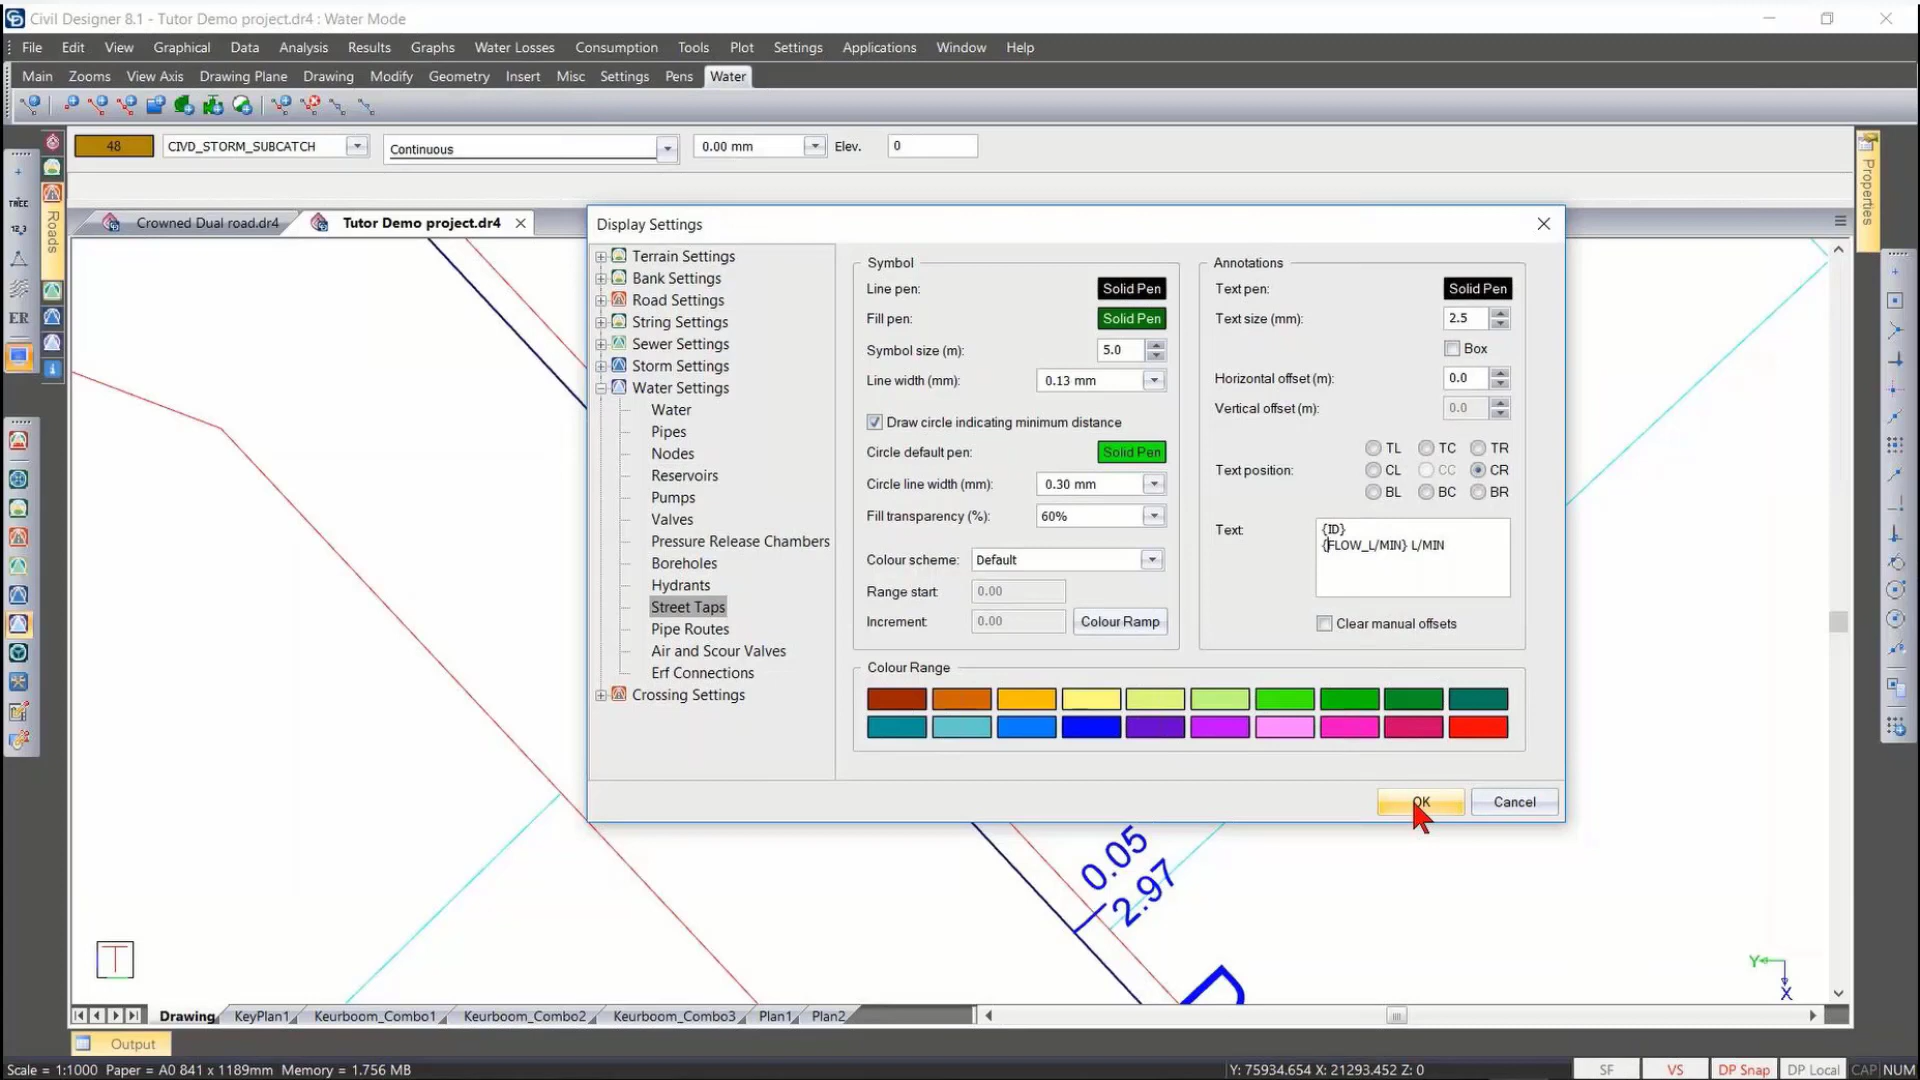 Civil Designer 8.1 - Tutor Demo project.dr4 : Water Mode
File Edit View Graphical Data Analysis Results Graphs Water Losses Consumption Tools Plot Settings Applications Window Help
Main Zooms View Axis Drawing Plane Drawing Modify Geometry Insert Misc Settings Pens Water
48 CIVD_STORM_SUBCATCH Continuous 0.00 mm Elev. 0
Roads
Properties
ER
Crowned Dual road.dr4 Tutor Demo project.dr4
Display Settings
Terrain Settings
Bank Settings
Road Settings
String Settings
Sewer Settings
Storm Settings
Water Settings
Water
Pipes
Nodes
Reservoirs
Pumps
Valves
Pressure Release Chambers
Boreholes
Hydrants
Street Taps
Pipe Routes
Air and Scour Valves
Erf Connections
Crossing Settings
Symbol
Line pen: Solid Pen
Fill pen: Solid Pen
Symbol size (m): 5.0
Line width (mm): 0.13 mm
Draw circle indicating minimum distance
Circle default pen: Solid Pen
Circle line width (mm): 0.30 mm
Fill transparency (%): 60%
Colour scheme: Default
Range start: 0.00
Increment: 0.00 Colour Ramp
Annotations
Text pen: Solid Pen
Text size (mm): 2.5
Box
Horizontal offset (m): 0.0
Vertical offset (m): 0.0
TL TC TR
Text position: CL CC CR
BL BC BR
Text: {ID}
{FLOW_L/MIN} L/MIN
Clear manual offsets
Colour Range
OK Cancel
0.05
2.97
T
Y
X
Drawing KeyPlan1 Keurboom_Combo1 Keurboom_Combo2 Keurboom_Combo3 Plan1 Plan2
Output
Scale = 1:1000 Paper = A0 841 x 1189mm Memory = 1.756 MB Y: 75934.654 X: 21293.452 Z: 0 SF VS DP Snap DP Local CAP NUM